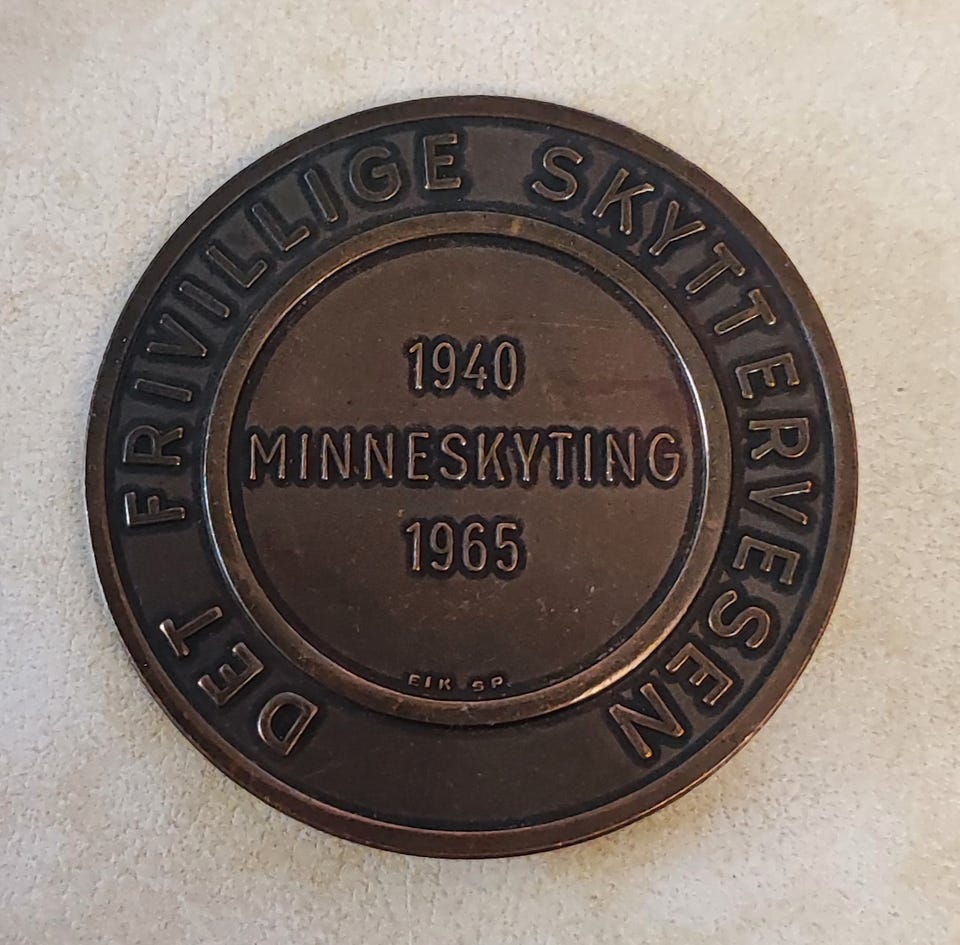 DET FRIVILLIGE SKYTTERVESEN
1940
MINNESKYTING
1965
EIK SP.